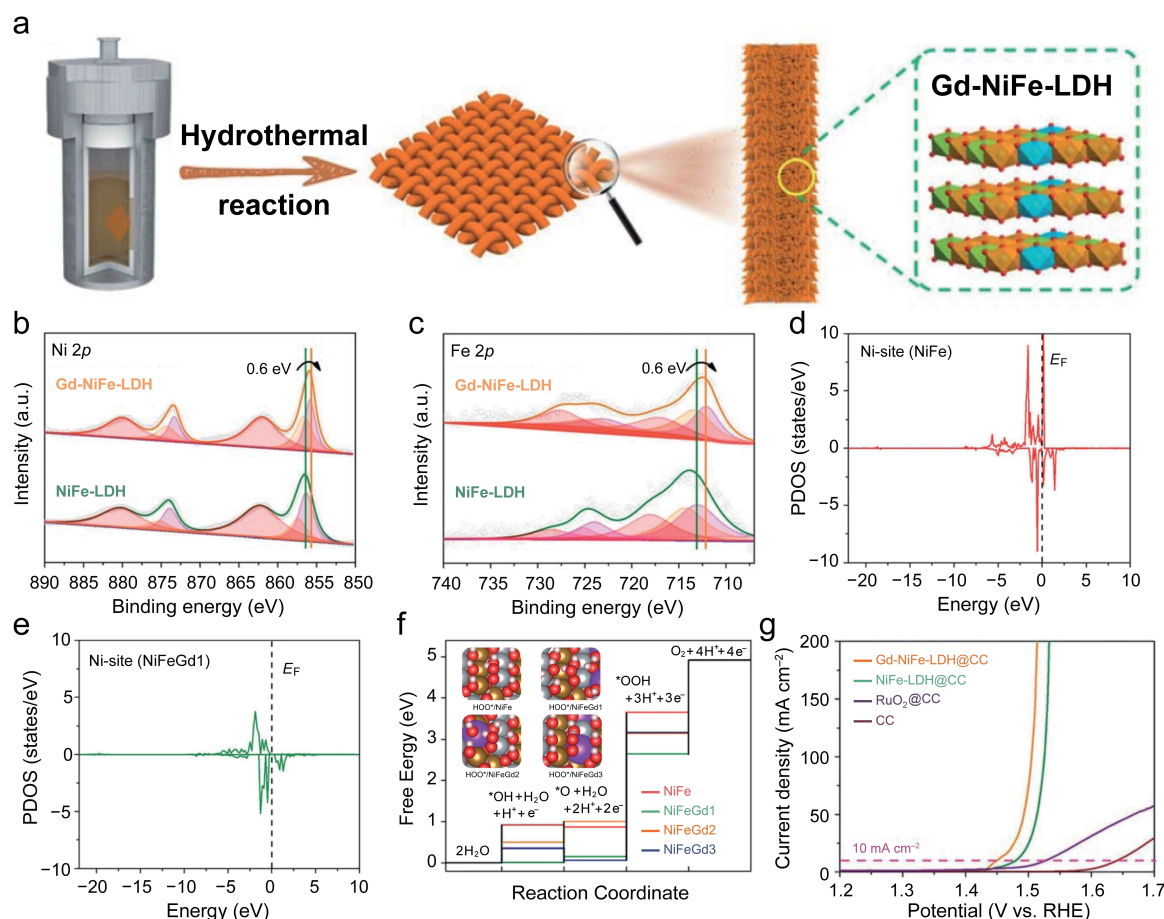 a
Hydrothermal
reaction
Gd-NiFe-LDH
b
Ni 2p
0.6 eV
Gd-NiFe-LDH
NiFe-LDH
Intensity (a.u.)
890 885 880 875 870 865 860 855 850
Binding energy (eV)
c
Fe 2p
0.6 eV
Gd-NiFe-LDH
NiFe-LDH
Intensity (a.u.)
740 730 720 710
Binding energy (eV)
d
Ni-site (NiFe)
EF
PDOS (states/eV)
10
5
0
−5
−10
−20 −15 −10 −5 0 5 10
Energy (eV)
e
Ni-site (NiFeGd1)
EF
PDOS (states/eV)
10
5
0
−5
−10
−20 −15 −10 −5 0 5 10
Energy (eV)
f
Free Eergy (eV)
5
4
3
2
1
0
O₂+4H⁺+4e⁻
*OOH
+3H⁺+3e⁻
HOO*/NiFe
HOO*/NiFeGd1
HOO*/NiFeGd2
HOO*/NiFeGd3
*OH+H₂O
+H⁺+e⁻
*O+H₂O
+2H⁺+2e⁻
2H₂O
NiFe
NiFeGd1
NiFeGd2
NiFeGd3
Reaction Coordinate
g
Current density (mA cm⁻²)
200
150
100
50
0
Gd-NiFe-LDH@CC
NiFe-LDH@CC
RuO₂@CC
CC
10 mA cm⁻²
1.2 1.3 1.4 1.5 1.6 1.7
Potential (V vs. RHE)